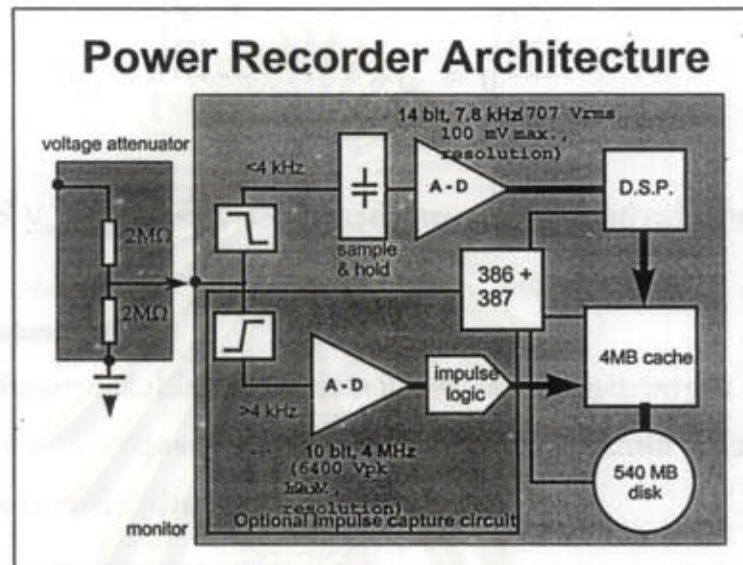 Power Recorder Architecture
voltage attenuator
2MΩ
2MΩ
<4 kHz
sample
& hold
14 bit, 7.8 kHz(707 Vrms
100 mV max.,
resolution)
A - D
D.S.P.
386 +
387
4MB cache
>4 kHz
A - D
impulse
logic
10 bit, 4 MHz
(6400 Vpk
resolution)
540 MB
disk
monitor
Optional Impulse capture circuit